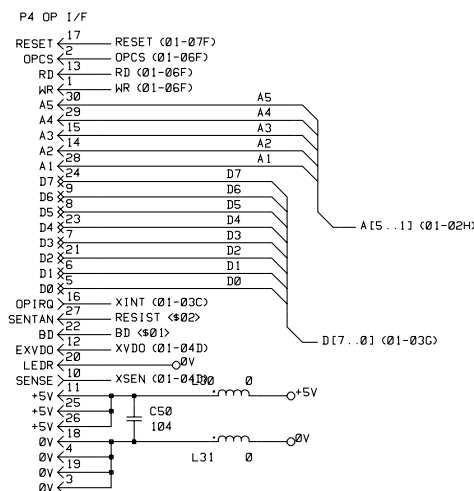 P4 OP I/F
RESET 17 RESET (01-07F)
OPCS 2 OPCS (01-06F)
RD 13 RD (01-06F)
WR 1 WR (01-06F)
A5 30 A5
A4 29 A4
A3 15 A3
A2 14 A2
A1 28 A1
D7 24 D7
D6 9 D6
D5 8 D5
D4 23 D4
A[5..1] (01-02H)
D3 7 D3
D2 21 D2
D1 6 D1
D0 5 D0
OPIRQ 16 XINT (01-03C)
SENTAN 27 RESIST <$02>
BD 22 BD <$01>
D[7..0] (01-03G)
EXVDO 12 XVDO (01-04D)
LEDR 20 0V
SENSE 10 XSEN (01-04D)
L30 0
+5V 11 +5V
+5V 25
C50
+5V 26 104
0V 18 0V
0V 4
L31 0
0V 19
0V 3